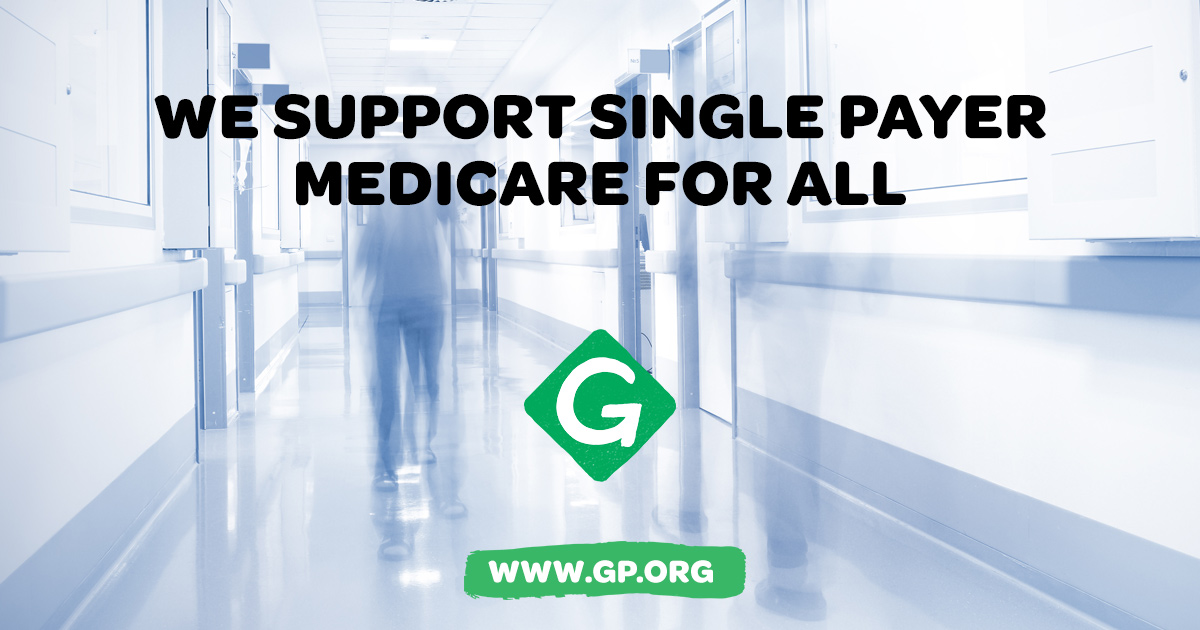 WE SUPPORT SINGLE PAYER
MEDICARE FOR ALL
G
WWW.GP.ORG